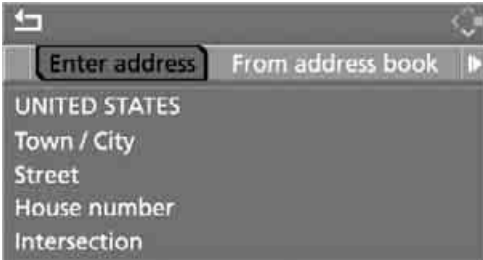 Enter address From address book
UNITED STATES
Town / City
Street
House number
Intersection